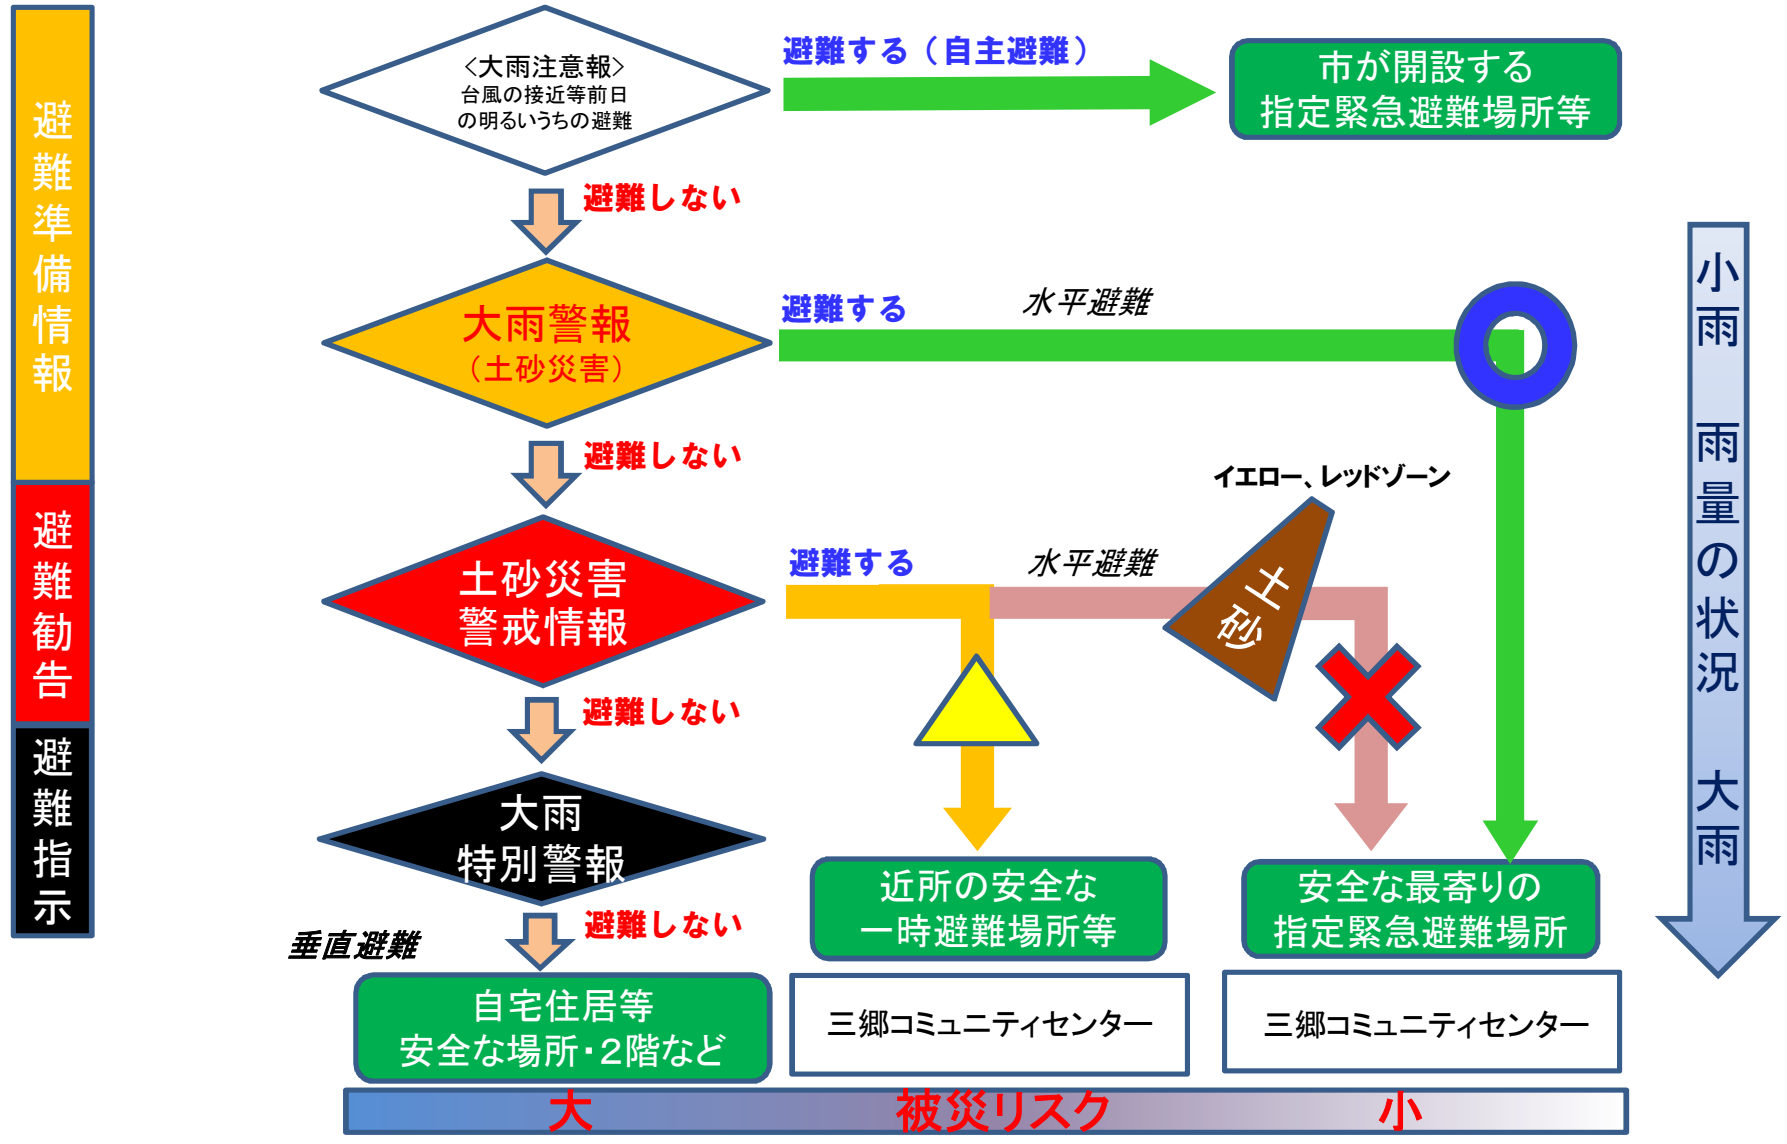 避難準備情報
避難勧告
避難指示
<大雨注意報>
台風の接近等前日
の明るいうちの避難
避難する（自主避難）
市が開設する
指定緊急避難場所等
避難しない
大雨警報
（土砂災害）
避難する
水平避難
避難しない
土砂災害
警戒情報
避難する
水平避難
イエロー、レッドゾーン
土砂
避難しない
大雨
特別警報
避難しない
垂直避難
自宅住居等
安全な場所・2階など
近所の安全な
一時避難場所等
三郷コミュニティセンター
安全な最寄りの
指定緊急避難場所
三郷コミュニティセンター
小雨　雨量の状況　大雨
大　被災リスク　小